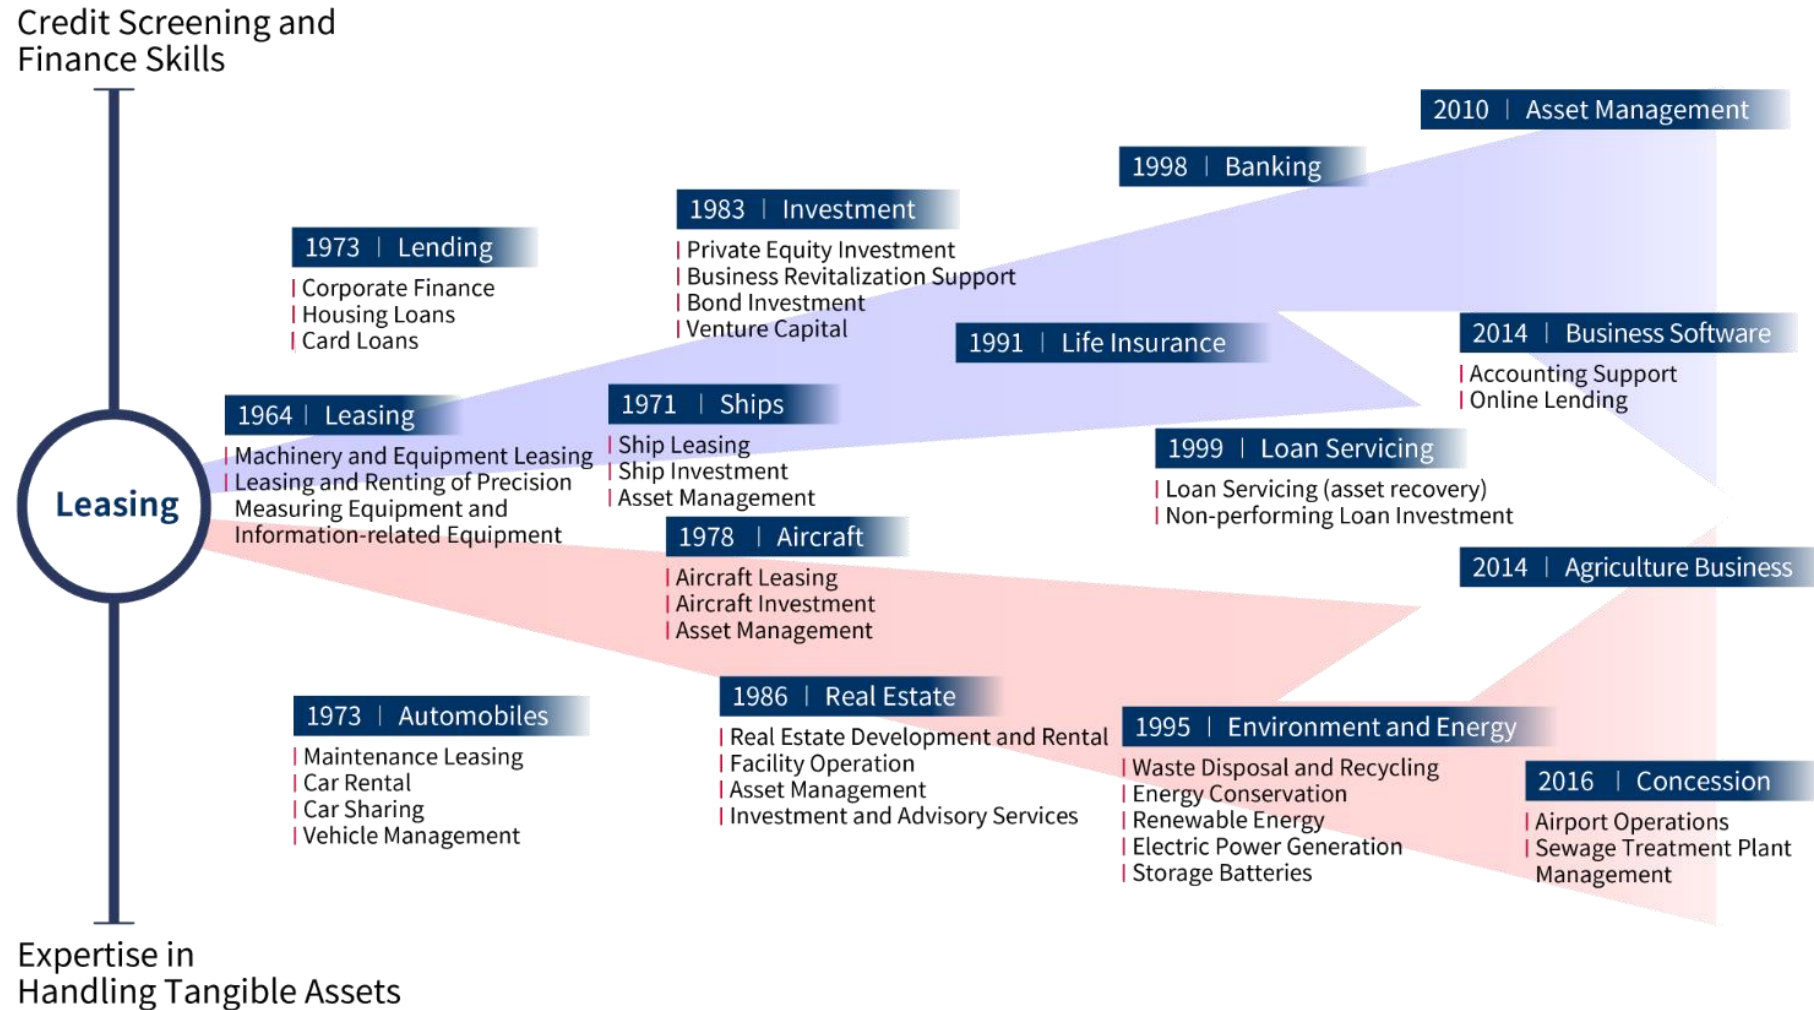 Credit Screening and
Finance Skills
2010 | Asset Management
1998 | Banking
1983 | Investment
Private Equity Investment
Business Revitalization Support
Bond Investment
Venture Capital
1973 | Lending
Corporate Finance
Housing Loans
Card Loans
1991 | Life Insurance
2014 | Business Software
Accounting Support
Online Lending
1964 | Leasing
Machinery and Equipment Leasing
Leasing and Renting of Precision
Measuring Equipment and
Information-related Equipment
1971 | Ships
Ship Leasing
Ship Investment
Asset Management
1999 | Loan Servicing
Loan Servicing (asset recovery)
Non-performing Loan Investment
Leasing
1978 | Aircraft
Aircraft Leasing
Aircraft Investment
Asset Management
2014 | Agriculture Business
1973 | Automobiles
Maintenance Leasing
Car Rental
Car Sharing
Vehicle Management
1986 | Real Estate
Real Estate Development and Rental
Facility Operation
Asset Management
Investment and Advisory Services
1995 | Environment and Energy
Waste Disposal and Recycling
Energy Conservation
Renewable Energy
Electric Power Generation
Storage Batteries
2016 | Concession
Airport Operations
Sewage Treatment Plant
Management
Expertise in
Handling Tangible Assets